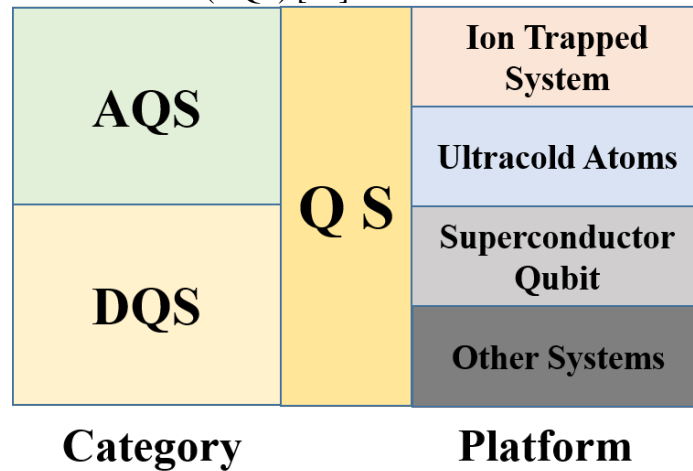 AQS
DQS
Q S
Ion Trapped
System
Ultracold Atoms
Superconductor
Qubit
Other Systems
Category
Platform